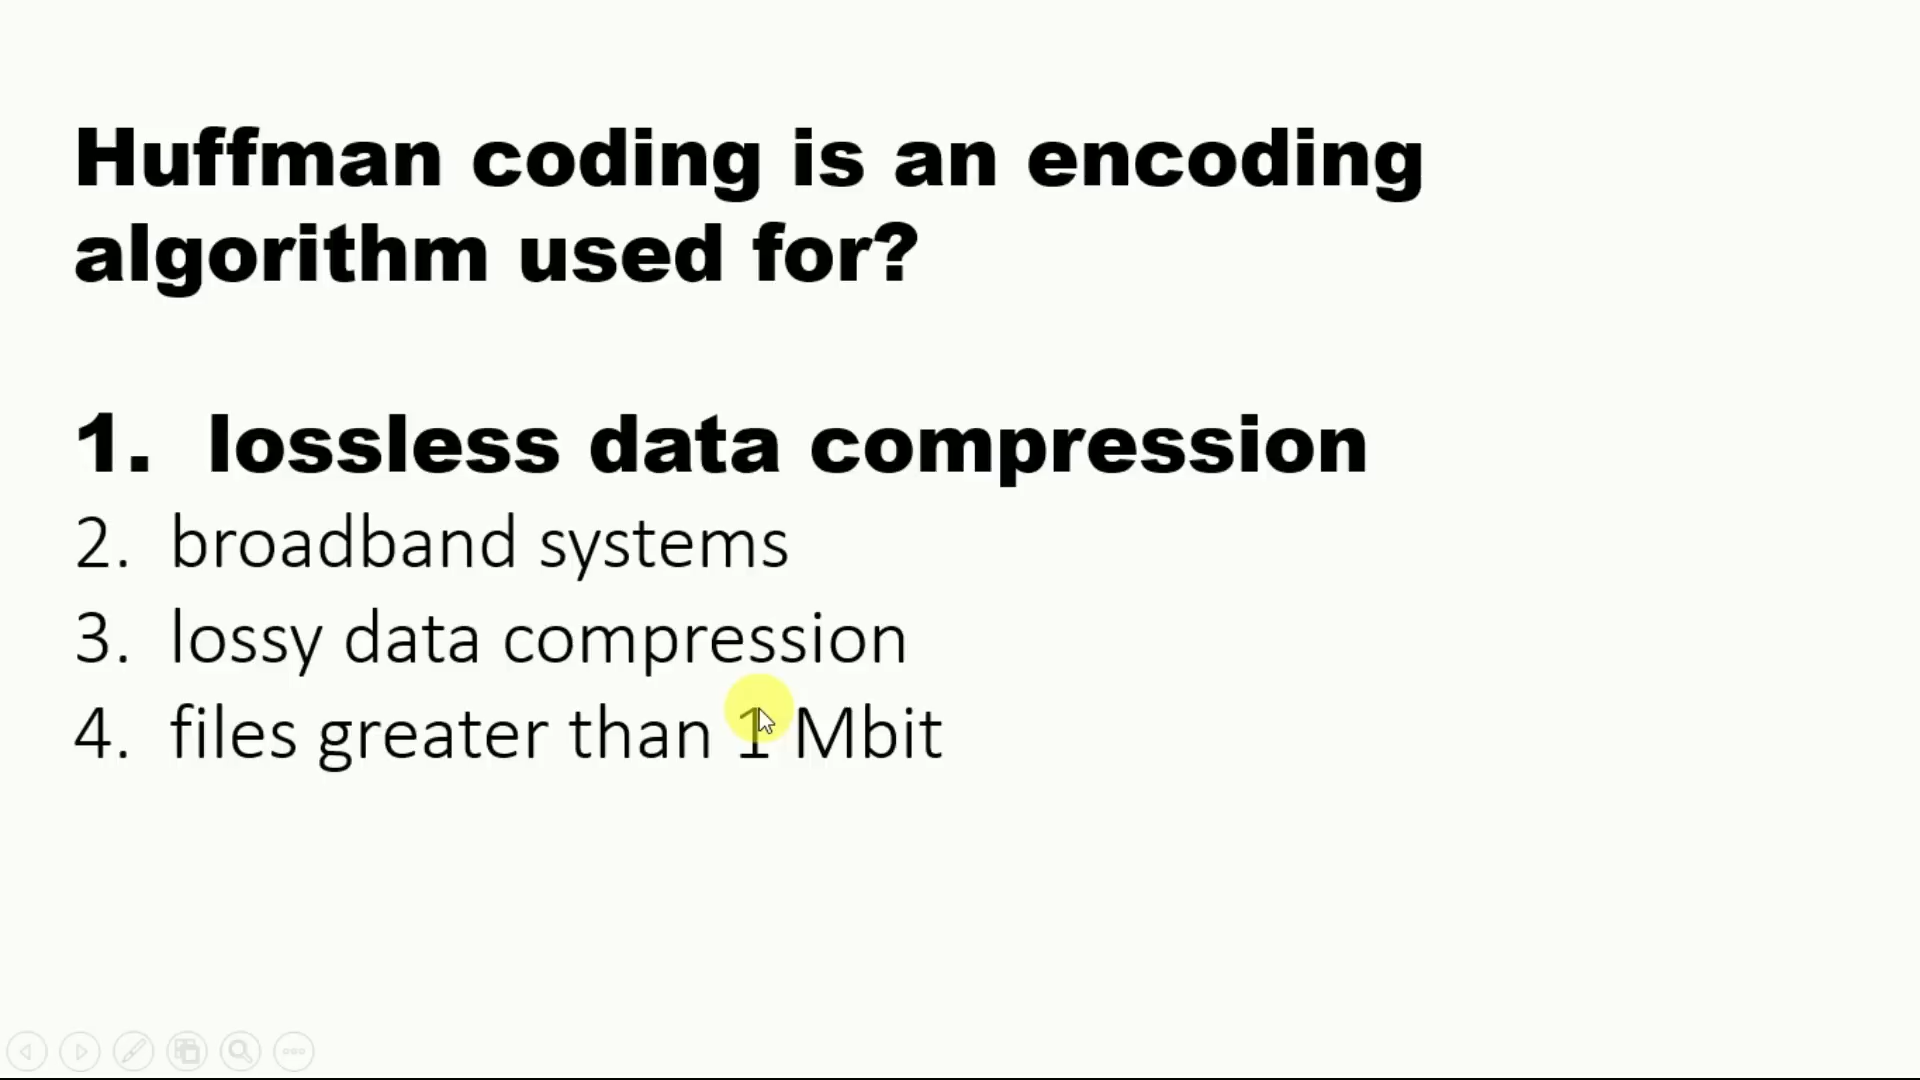 Huffman coding is an encoding
algorithm used for?
1. lossless data compression
2. broadband systems
3. lossy data compression
4. files greater than 1 Mbit